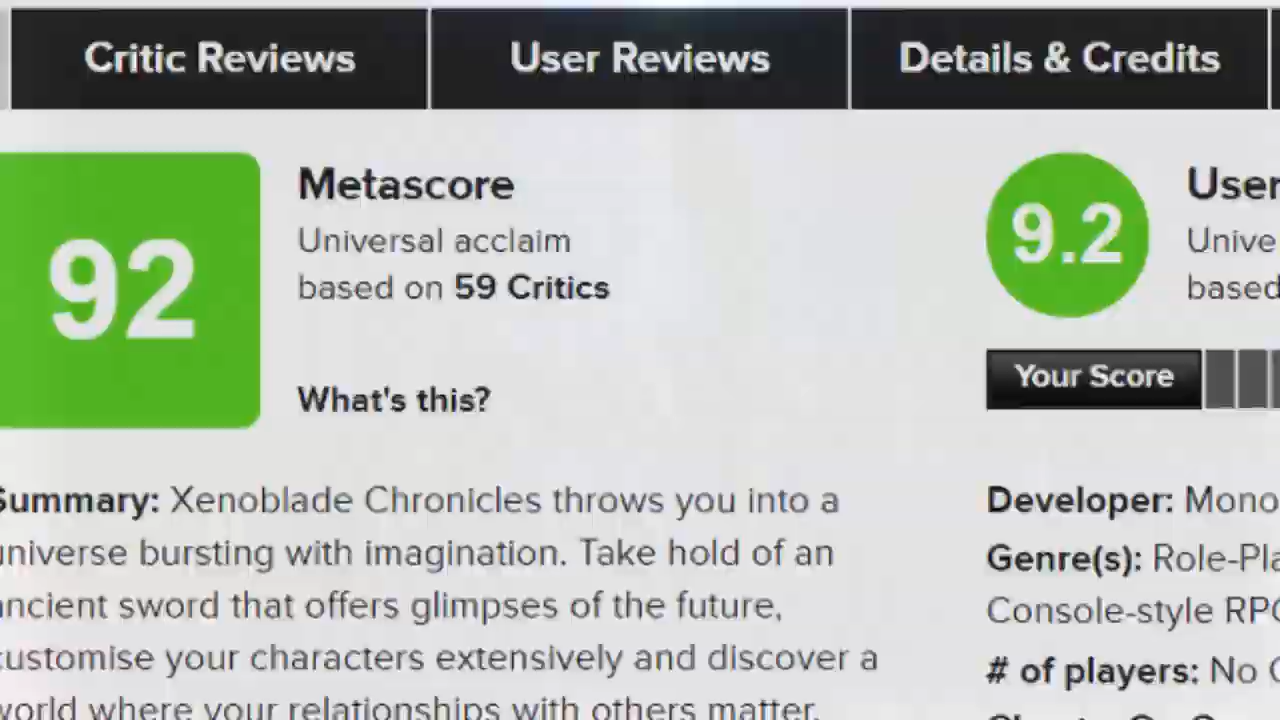 Critic Reviews
User Reviews
Details & Credits
92
Metascore
Universal acclaim
based on 59 Critics
What's this?
Summary: Xenoblade Chronicles throws you into a
universe bursting with imagination. Take hold of an
ancient sword that offers glimpses of the future,
customise your characters extensively and discover a
world where your relationships with others matter.
9.2
User
based
Your Score
Developer:
Genre(s):
Console-style
# of players: No